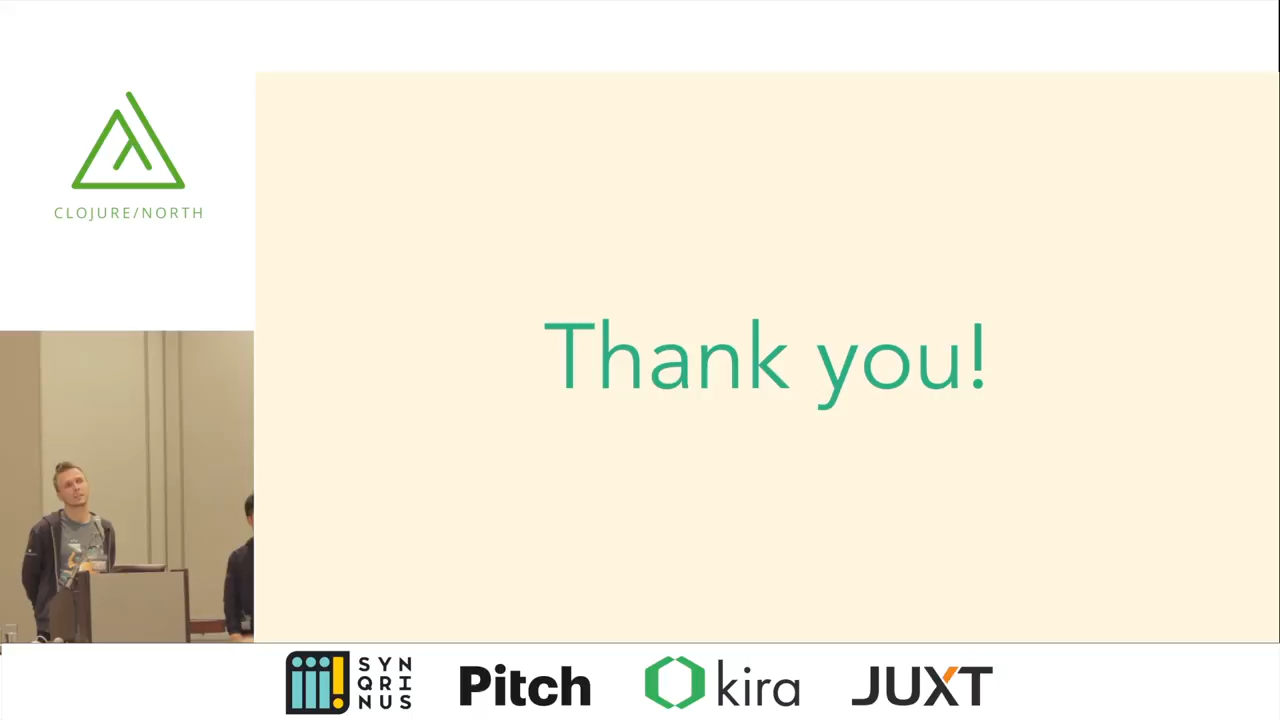 CLOJURE/NORTH
Thank you!
SYN
QRI
NUS
Pitch
kira
JUXT